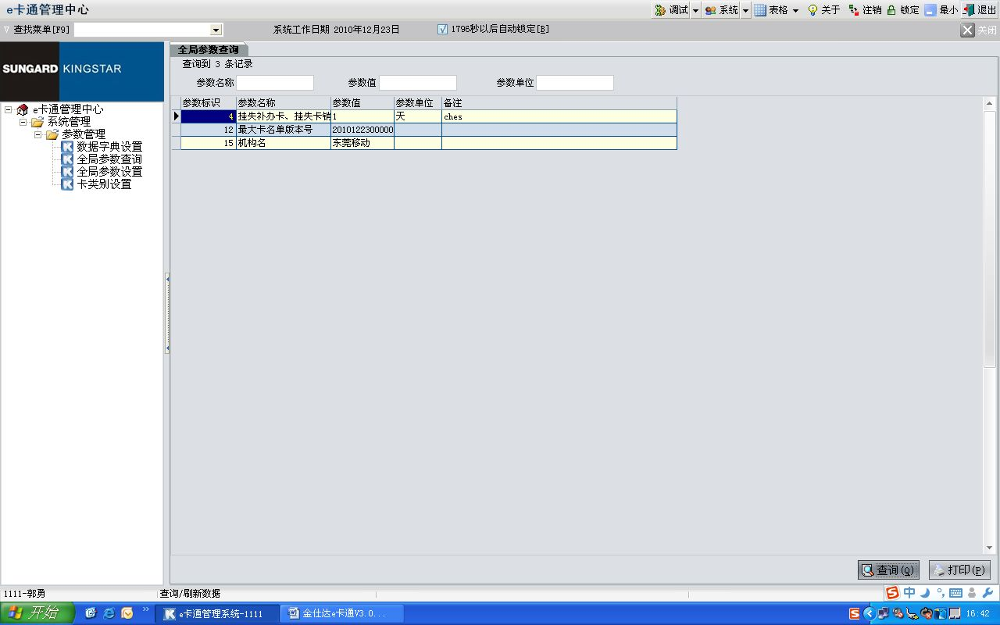 e卡通管理中心 调试 系统 表格 关于 注销 锁定 最小 退出
查找菜单[F9] 系统工作日期 2010年12月23日 1796秒以后自动锁定[B] 关闭
SUNGARD KINGSTAR
e卡通管理中心
系统管理
参数管理
数据字典设置
全局参数查询
全局参数设置
卡类别设置
全局参数查询
查询到 3 条记录
参数名称 参数值 参数单位
参数标识 参数名称 参数值 参数单位 备注
4 挂失补办卡、挂失卡销 1 天 ches
12 最大卡名单版本号 2010122300000
15 机构名 东莞移动
查询(Q) 打印(P)
1111-郭勇 查询/刷新数据 中
开始 e卡通管理系统-1111 金仕达e卡通V3.0... 16:42